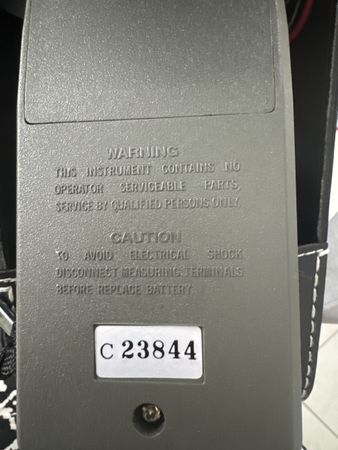 WARNING
THIS INSTRUMENT CONTAINS NO
OPERATOR SERVICEABLE PARTS,
SERVICE BY QUALIFIED PERSONS ONLY.
CAUTION
TO AVOID ELECTRICAL SHOCK
DISCONNECT MEASURING TERMINALS
BEFORE REPLACE BATTERY.
C 23844